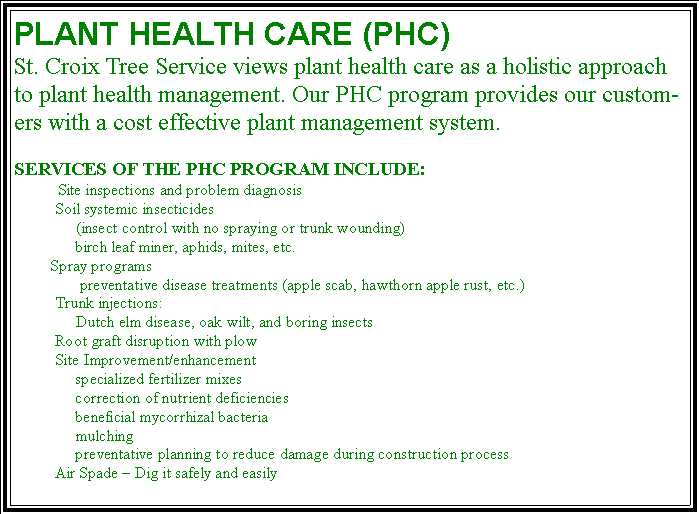 PLANT HEALTH CARE (PHC)
St. Croix Tree Service views plant health care as a holistic approach
to plant health management. Our PHC program provides our custom-
ers with a cost effective plant management system.
SERVICES OF THE PHC PROGRAM INCLUDE:
Site inspections and problem diagnosis
Soil systemic insecticides
(insect control with no spraying or trunk wounding)
birch leaf miner, aphids, mites, etc.
Spray programs
preventative disease treatments (apple scab, hawthorn apple rust, etc.)
Trunk injections:
Dutch elm disease, oak wilt, and boring insects
Root graft disruption with plow
Site Improvement/enhancement
specialized fertilizer mixes
correction of nutrient deficiencies
beneficial mycorrhizal bacteria
mulching
preventative planning to reduce damage during construction process
Air Spade – Dig it safely and easily